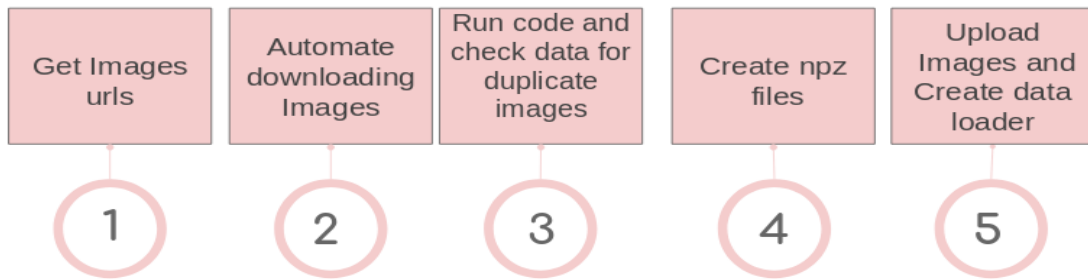 Get Images
urls
Automate
downloading
Images
Run code and
check data for
duplicate
images
Create npz
files
Upload
Images and
Create data
loader
1
2
3
4
5